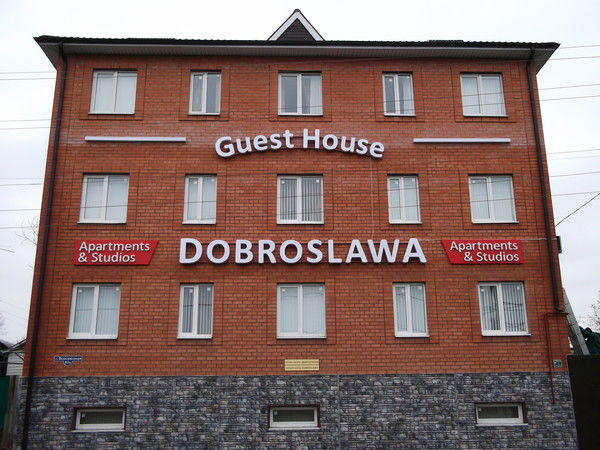 Guest House
Apartments
& Studios
DOBROSLAWA
Apartments
& Studios